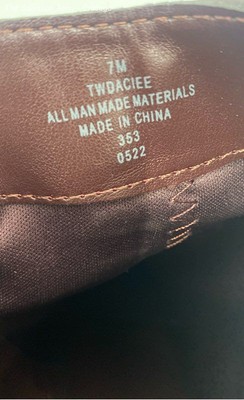 7M
TWDACIEE
ALL MAN MADE MATERIALS
MADE IN CHINA
353
0522